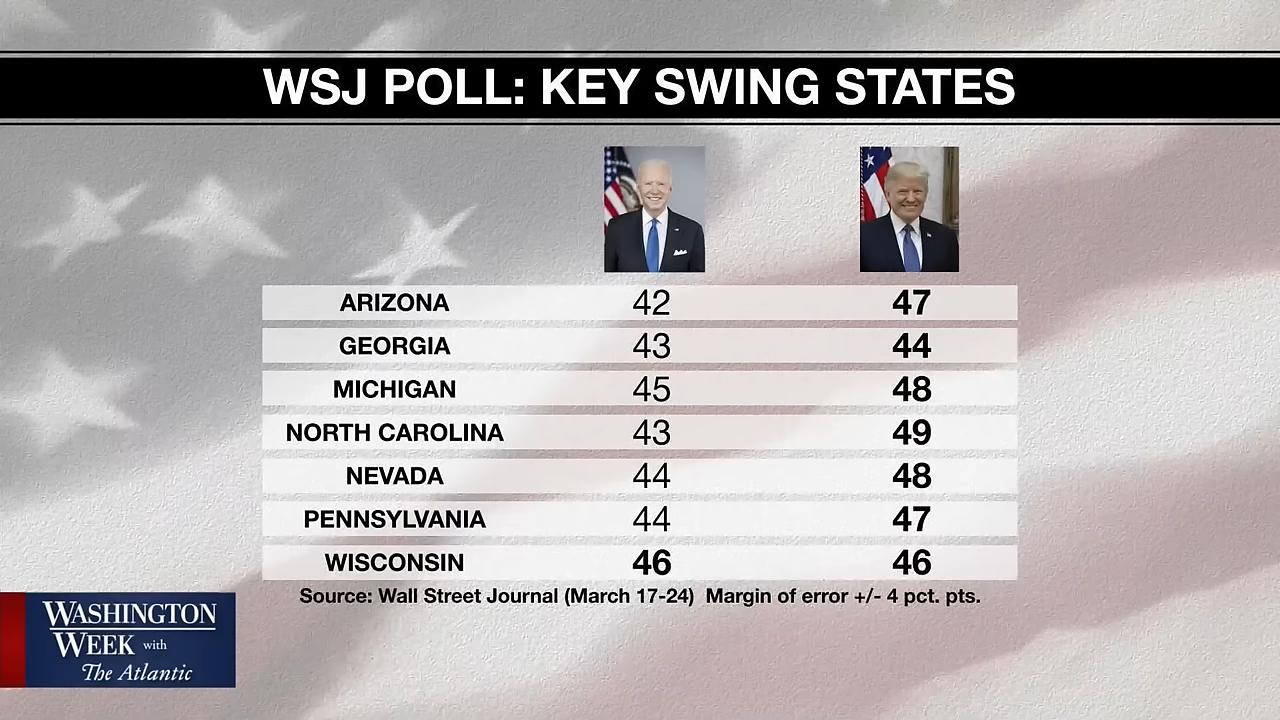 WSJ POLL: KEY SWING STATES
ARIZONA 42 47
GEORGIA 43 44
MICHIGAN 45 48
NORTH CAROLINA 43 49
NEVADA 44 48
PENNSYLVANIA 44 47
WISCONSIN 46 46
Source: Wall Street Journal (March 17-24) Margin of error +/- 4 pct. pts.
WASHINGTON
WEEK with
The Atlantic